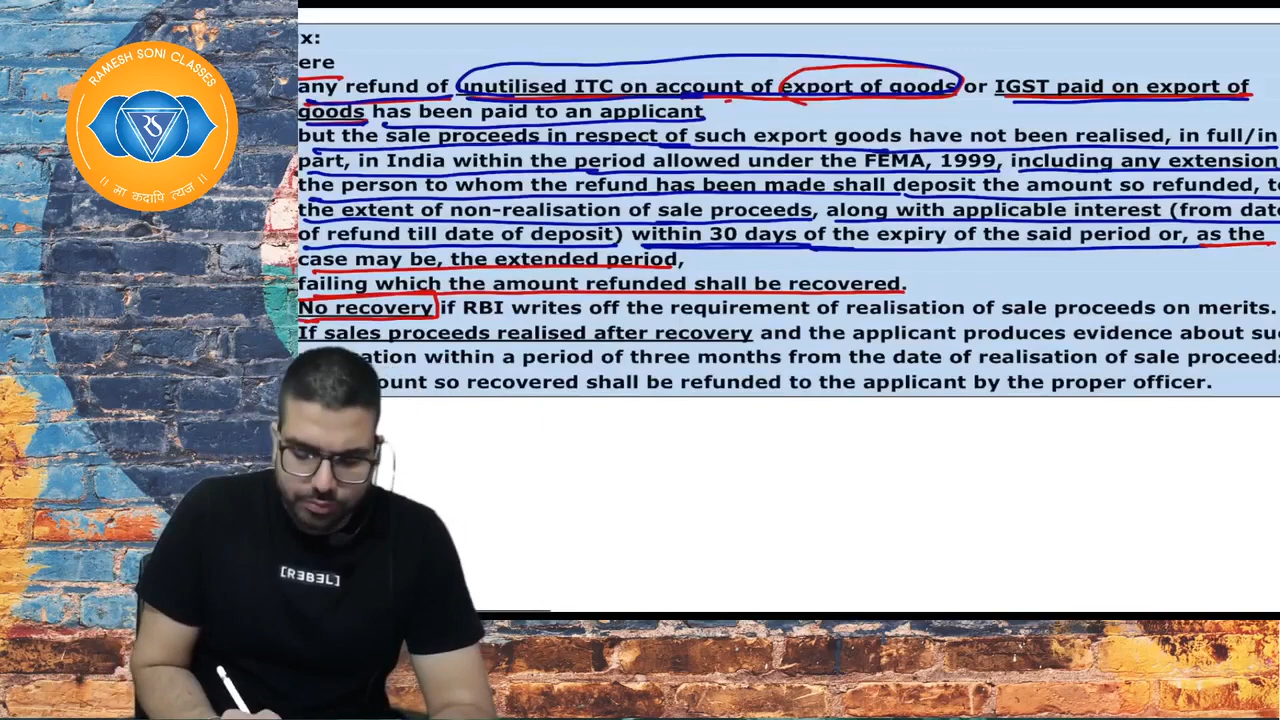 RAMESH SONI CLASSES
।। मा कदापि त्यज ।।
x:
ere
any refund of unutilised ITC on account of export of goods or IGST paid on export of
goods has been paid to an applicant
but the sale proceeds in respect of such export goods have not been realised, in full/in
part, in India within the period allowed under the FEMA, 1999, including any extension
the person to whom the refund has been made shall deposit the amount so refunded, to
the extent of non-realisation of sale proceeds, along with applicable interest (from date
of refund till date of deposit) within 30 days of the expiry of the said period or, as the
case may be, the extended period,
failing which the amount refunded shall be recovered.
No recovery if RBI writes off the requirement of realisation of sale proceeds on merits.
If sales proceeds realised after recovery and the applicant produces evidence about su
ation within a period of three months from the date of realisation of sale proceeds
ount so recovered shall be refunded to the applicant by the proper officer.
[REBEL]